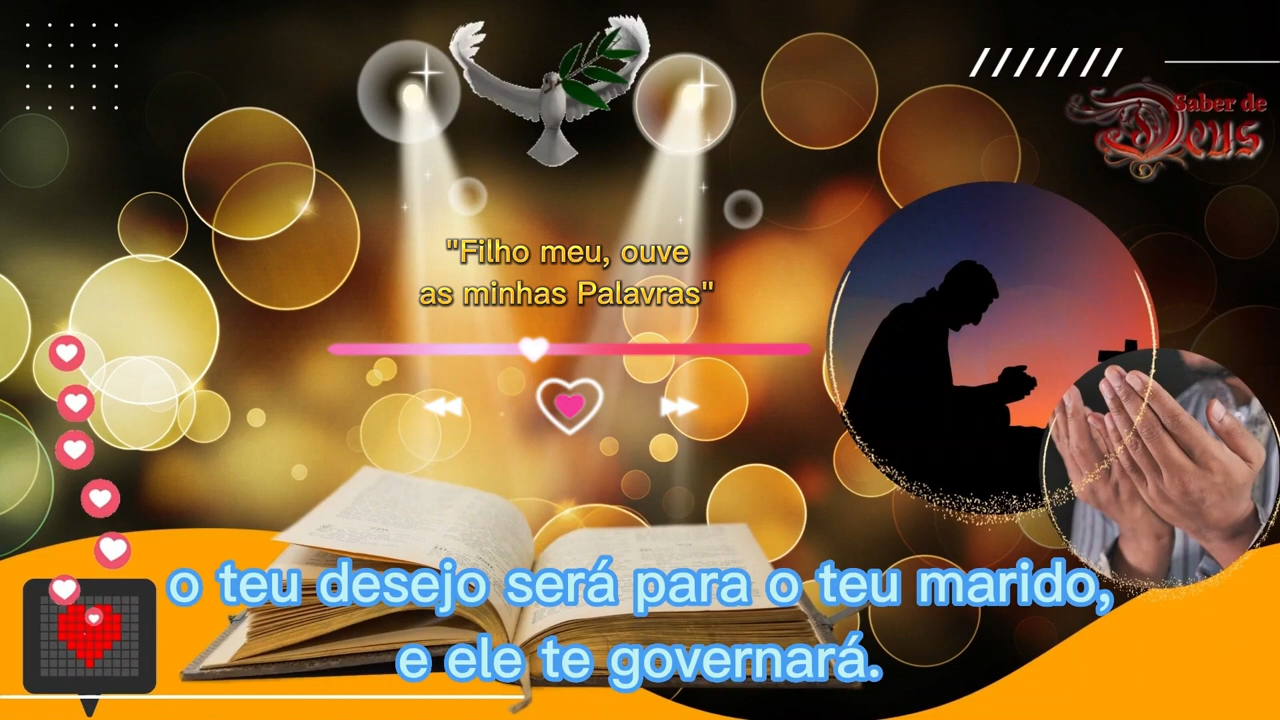 Saber de
Deus
"Filho meu, ouve
as minhas Palavras"
o teu desejo será para o teu marido,
e ele te governará.